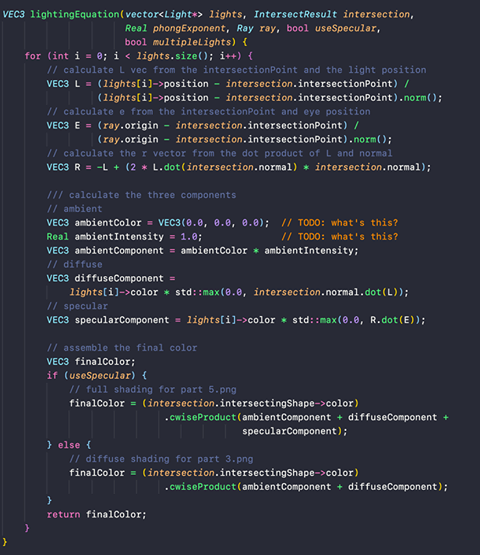 VEC3 lightingEquation(vector<Light*> lights, IntersectResult intersection,
Real phongExponent, Ray ray, bool useSpecular,
bool multipleLights) {
for (int i = 0; i < lights.size(); i++) {
// calculate L vec from the intersectionPoint and the light position
VEC3 L = (lights[i]->position - intersection.intersectionPoint) /
(lights[i]->position - intersection.intersectionPoint).norm();
// calculate e from the intersectionPoint and eye position
VEC3 E = (ray.origin - intersection.intersectionPoint) /
(ray.origin - intersection.intersectionPoint).norm();
// calculate the r vector from the dot product of L and normal
VEC3 R = -L + (2 * L.dot(intersection.normal) * intersection.normal);
/// calculate the three components
// ambient
VEC3 ambientColor = VEC3(0.0, 0.0, 0.0); // TODO: what's this?
Real ambientIntensity = 1.0; // TODO: what's this?
VEC3 ambientComponent = ambientColor * ambientIntensity;
// diffuse
VEC3 diffuseComponent =
lights[i]->color * std::max(0.0, intersection.normal.dot(L));
// specular
VEC3 specularComponent = lights[i]->color * std::max(0.0, R.dot(E));
// assemble the final color
VEC3 finalColor;
if (useSpecular) {
// full shading for part 5.png
finalColor = (intersection.intersectingShape->color)
.cwiseProduct(ambientComponent + diffuseComponent +
specularComponent);
} else {
// diffuse shading for part 3.png
finalColor = (intersection.intersectingShape->color)
.cwiseProduct(ambientComponent + diffuseComponent);
}
return finalColor;
}
}